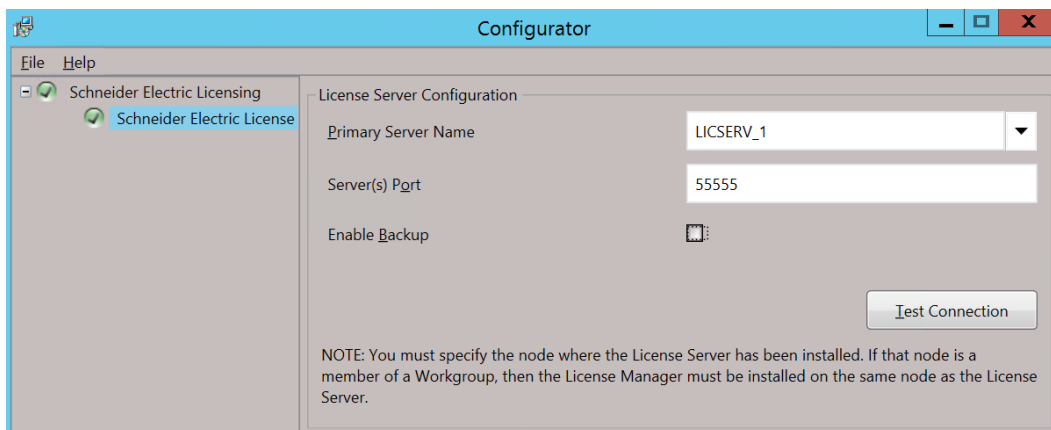 Configurator
File Help
Schneider Electric Licensing
Schneider Electric License
License Server Configuration
Primary Server Name
LICSERV_1
Server(s) Port
55555
Enable Backup
Test Connection
NOTE: You must specify the node where the License Server has been installed. If that node is a
member of a Workgroup, then the License Manager must be installed on the same node as the License
Server.